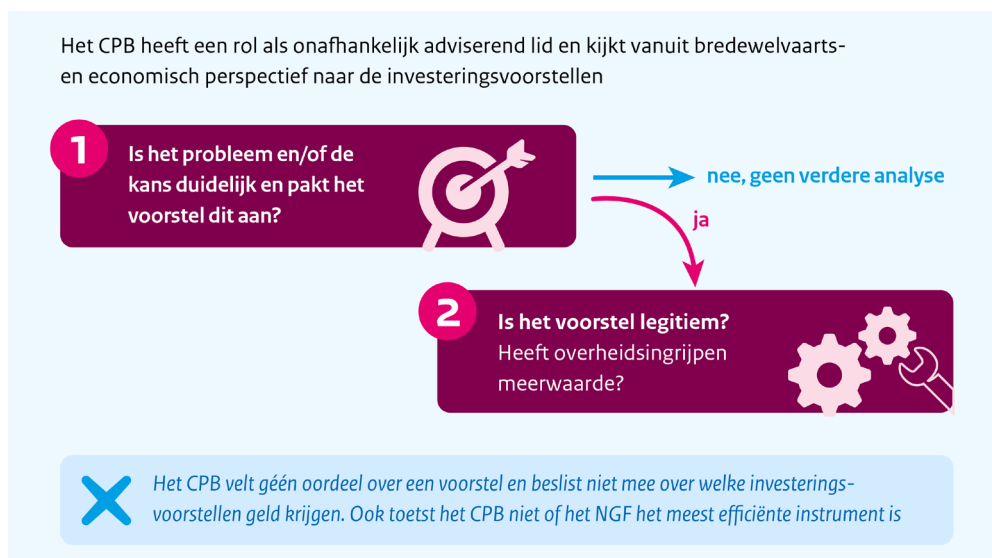 Het CPB heeft een rol als onafhankelijk adviserend lid en kijkt vanuit bredewelvaarts-
en economisch perspectief naar de investeringsvoorstellen
1
Is het probleem en/of de
kans duidelijk en pakt het
voorstel dit aan?
nee, geen verdere analyse
ja
2
Is het voorstel legitiem?
Heeft overheidsingrijpen
meerwaarde?
Het CPB velt géén oordeel over een voorstel en beslist niet mee over welke investerings-
voorstellen geld krijgen. Ook toetst het CPB niet of het NGF het meest efficiënte instrument is